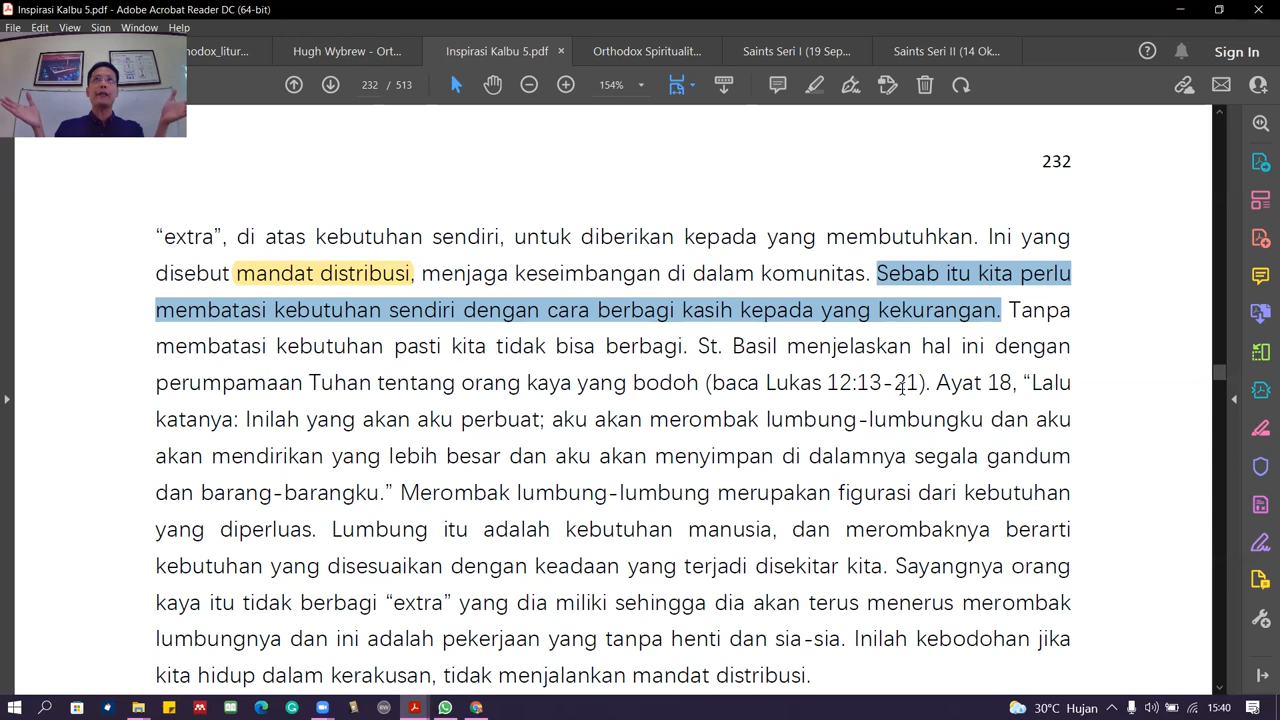 Inspirasi Kalbu 5.pdf - Adobe Acrobat Reader DC (64-bit)
File Edit View Sign Window Help
thodox_litur... Hugh Wybrew - Ort... Inspirasi Kalbu 5.pdf × Orthodox Spiritualit... Saints Seri I (19 Sep... Saints Seri II (14 Ok... Sign In
232 / 513 154%
232
“extra”, di atas kebutuhan sendiri, untuk diberikan kepada yang membutuhkan. Ini yang
disebut mandat distribusi, menjaga keseimbangan di dalam komunitas. Sebab itu kita perlu
membatasi kebutuhan sendiri dengan cara berbagi kasih kepada yang kekurangan. Tanpa
membatasi kebutuhan pasti kita tidak bisa berbagi. St. Basil menjelaskan hal ini dengan
perumpamaan Tuhan tentang orang kaya yang bodoh (baca Lukas 12:13-21). Ayat 18, “Lalu
katanya: Inilah yang akan aku perbuat; aku akan merombak lumbung-lumbungku dan aku
akan mendirikan yang lebih besar dan aku akan menyimpan di dalamnya segala gandum
dan barang-barangku.” Merombak lumbung-lumbung merupakan figurasi dari kebutuhan
yang diperluas. Lumbung itu adalah kebutuhan manusia, dan merombaknya berarti
kebutuhan yang disesuaikan dengan keadaan yang terjadi disekitar kita. Sayangnya orang
kaya itu tidak berbagi “extra” yang dia miliki sehingga dia akan terus menerus merombak
lumbungnya dan ini adalah pekerjaan yang tanpa henti dan sia-sia. Inilah kebodohan jika
kita hidup dalam kerakusan, tidak menjalankan mandat distribusi.
30°C Hujan 15:40